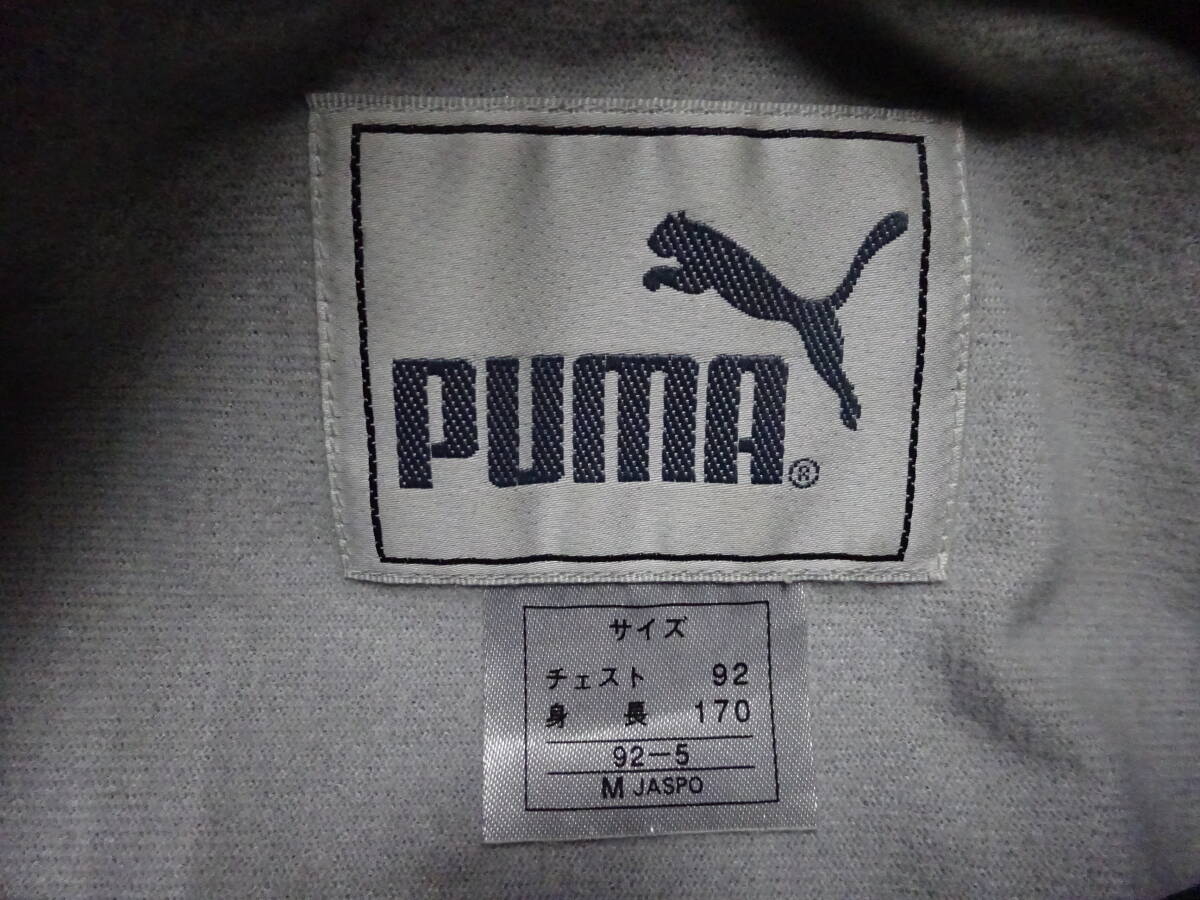 PUMA®
サイズ
チェスト 92
身長 170
92-5
M JASPO